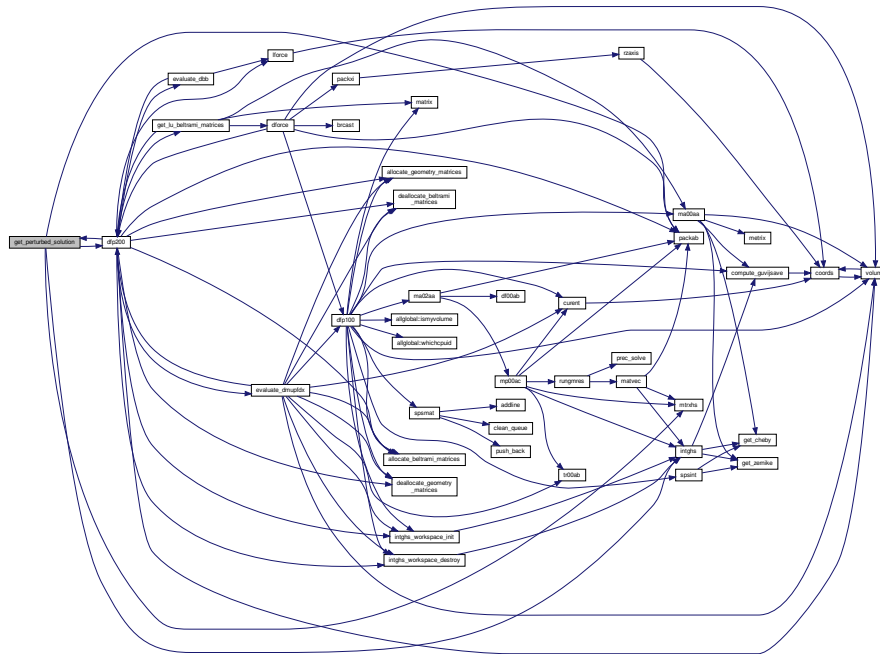 get_perturbed_solution
dfp200
evaluate_dbb
get_lu_beltrami_matrices
lforce
dforce
packxi
matrix
brcast
rzaxis
allocate_geometry_matrices
deallocate_beltrami
_matrices
ma00aa
packab
metrix
compute_guvijsave
coords
ma02aa
df00ab
curent
dfp100
allglobal::ismyvolume
allglobal::whichcpuid
prec_solve
mp00ac
rungmres
matvec
evaluate_dmupfdx
addline
mtrxhs
spsmat
clean_queue
get_cheby
push_back
intghs
allocate_beltrami_matrices
get_zernike
tr00ab
spsint
deallocate_geometry
_matrices
intghs_workspace_init
intghs_workspace_destroy